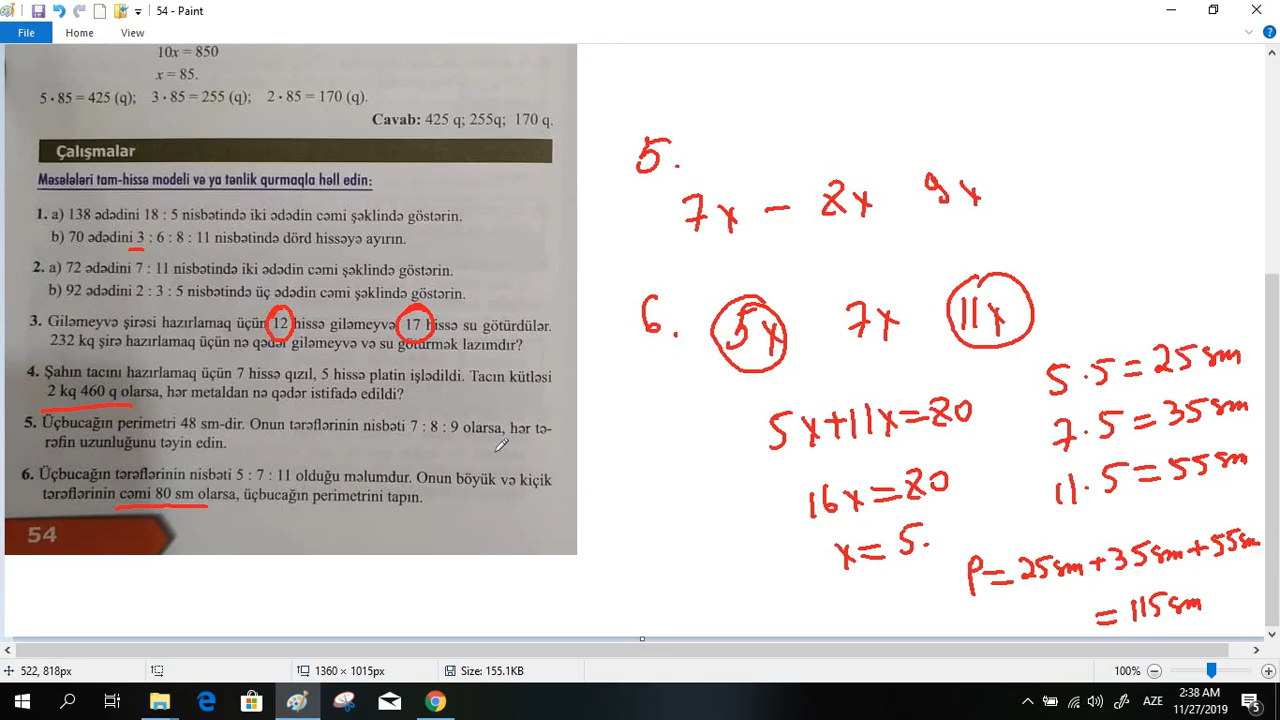 54 - Paint
File Home View
10x = 850
x = 85.
5 · 85 = 425 (q); 3 · 85 = 255 (q); 2 · 85 = 170 (q).
Cavab: 425 q; 255q; 170 q.
Çalışmalar
Məsələləri tam-hissə modeli və ya tənlik qurmaqla həll edin:
1. a) 138 ədədini 18 : 5 nisbətində iki ədədin cəmi şəklində göstərin.
b) 70 ədədini 3 : 6 : 8 : 11 nisbətində dörd hissəyə ayırın.
2. a) 72 ədədini 7 : 11 nisbətində iki ədədin cəmi şəklində göstərin.
b) 92 ədədini 2 : 3 : 5 nisbətində üç ədədin cəmi şəklində göstərin.
3. Giləmeyvə şirəsi hazırlamaq üçün 12 hissə giləmeyvə 17 hissə su götürdülər.
232 kq şirə hazırlamaq üçün nə qədər giləmeyvə və su götürmək lazımdır?
4. Şahın tacını hazırlamaq üçün 7 hissə qızıl, 5 hissə platin işlədildi. Tacın kütləsi
2 kq 460 q olarsa, hər metaldan nə qədər istifadə edildi?
5. Üçbucağın perimetri 48 sm-dir. Onun tərəflərinin nisbəti 7 : 8 : 9 olarsa, hər tə-
rəfin uzunluğunu təyin edin.
6. Üçbucağın tərəflərinin nisbəti 5 : 7 : 11 olduğu məlumdur. Onun böyük və kiçik
tərəflərinin cəmi 80 sm olarsa, üçbucağın perimetrini tapın.
54
5.
7x – 8x 9x
6. 5x 7x 11x
5x+11x=80
16x=80
x=5.
5·5=25sm
7·5=35sm
11·5=55sm
P=25sm+35sm+55sm
=115sm
522, 818px 1360 × 1015px Size: 155.1KB 100%
AZE 2:38 AM
11/27/2019 5